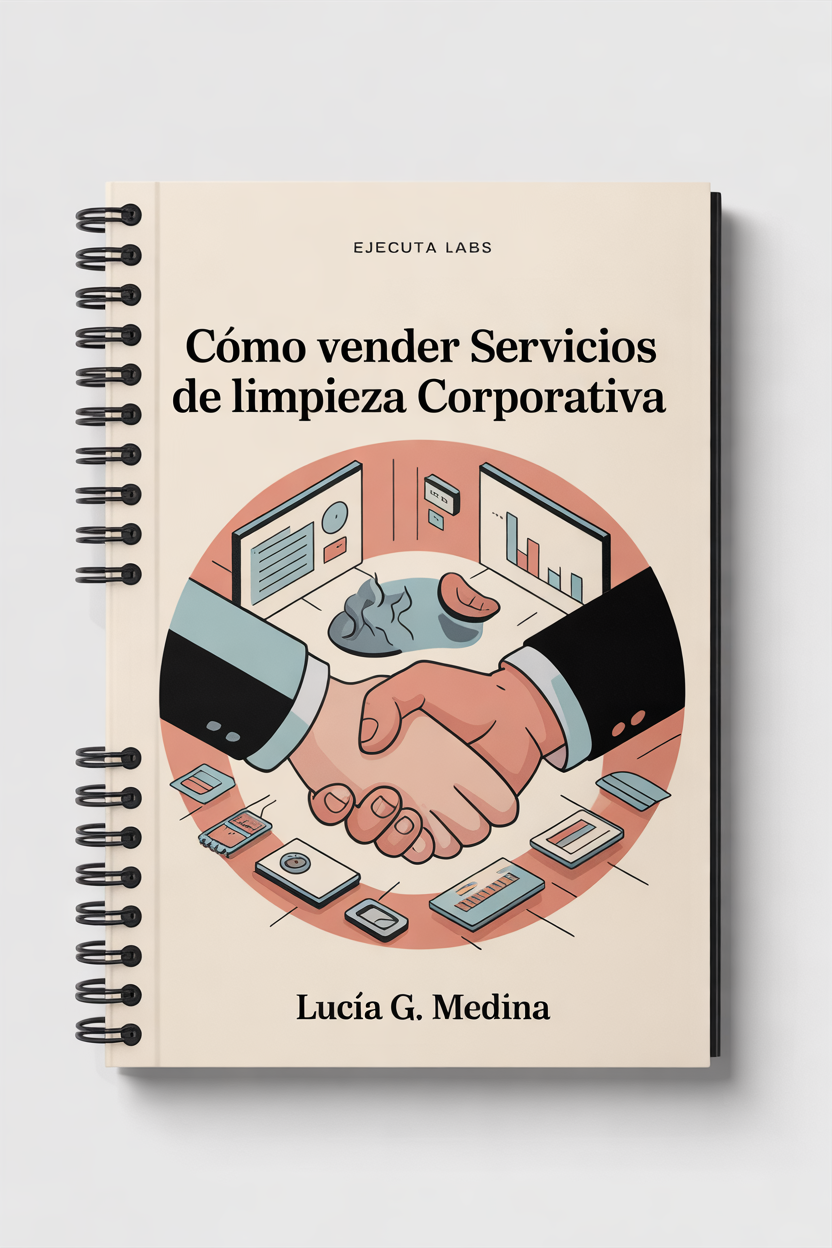 EJECUTA LABS
Cómo vender Servicios
de limpieza Corporativa
Lucía G. Medina